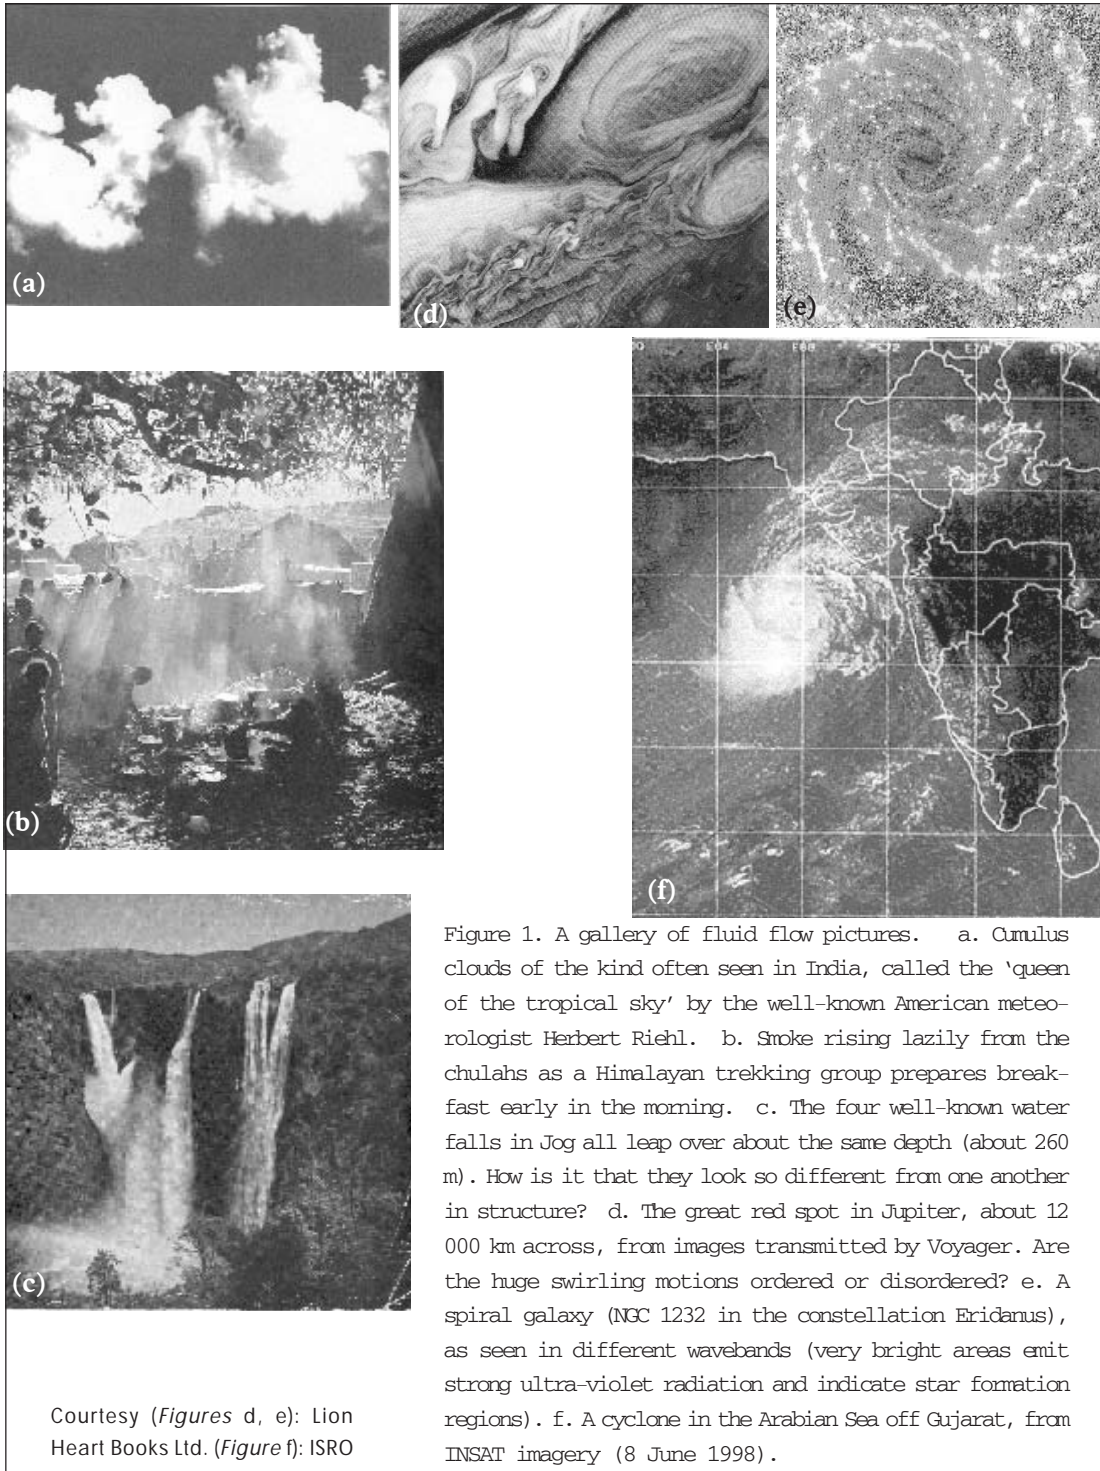 (a)
(d)
(e)
E64
E68
E72
(b)
(f)
(c)
Figure 1. A gallery of fluid flow pictures. a. Cumulus
clouds of the kind often seen in India, called the ‘queen
of the tropical sky’ by the well-known American meteo-
rologist Herbert Riehl. b. Smoke rising lazily from the
chulahs as a Himalayan trekking group prepares break-
fast early in the morning. c. The four well-known water
falls in Jog all leap over about the same depth (about 260
m). How is it that they look so different from one another
in structure? d. The great red spot in Jupiter, about 12
000 km across, from images transmitted by Voyager. Are
the huge swirling motions ordered or disordered? e. A
spiral galaxy (NGC 1232 in the constellation Eridanus),
as seen in different wavebands (very bright areas emit
strong ultra-violet radiation and indicate star formation
regions). f. A cyclone in the Arabian Sea off Gujarat, from
INSAT imagery (8 June 1998).
Courtesy (Figures d, e): Lion
Heart Books Ltd. (Figure f): ISRO